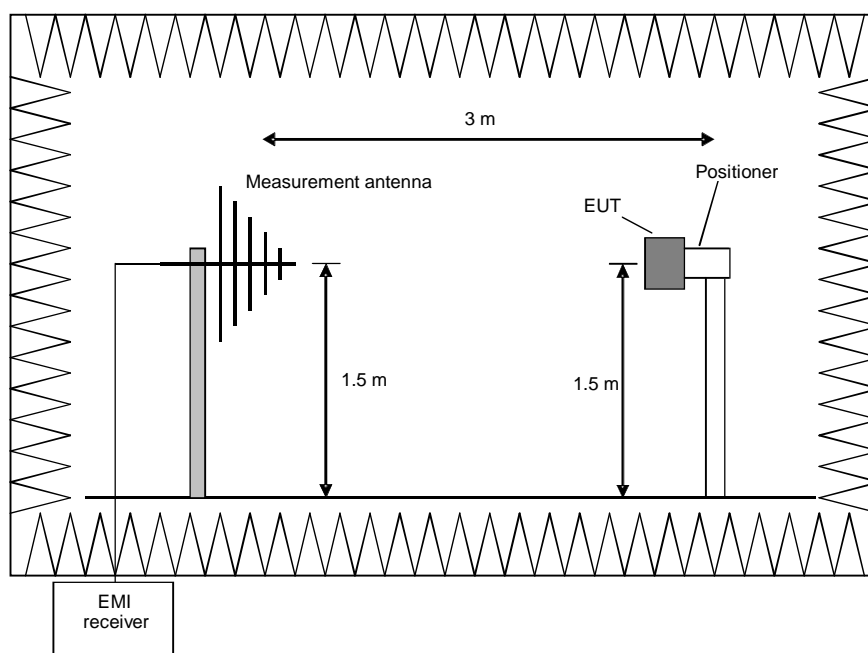 3 m
Measurement antenna
Positioner
EUT
1.5 m
1.5 m
EMI
receiver